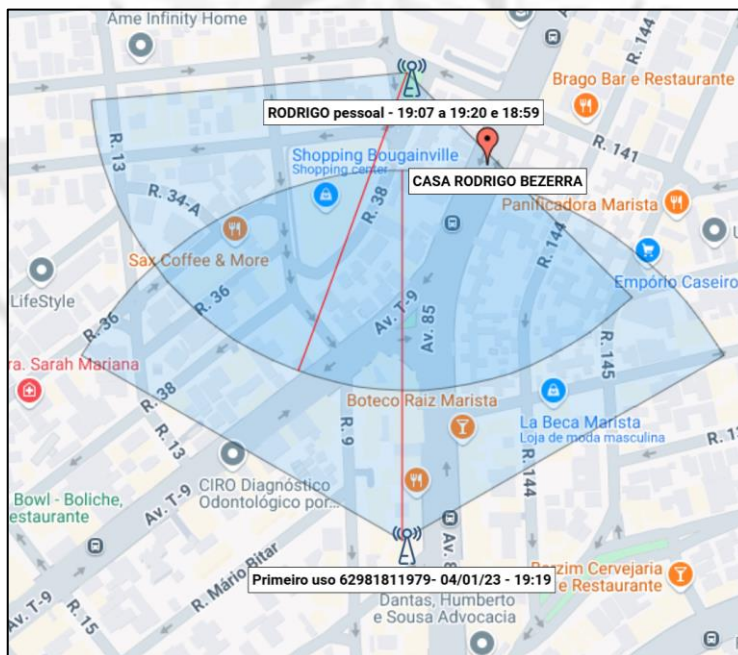 Ame Infinity Home
R. 144
Brago Bar e Restaurante
RODRIGO pessoal - 19:07 a 19:20 e 18:59
R. 13
R. 141
Shopping Bougainville
Shopping center
CASA RODRIGO BEZERRA
R. 34-A
R. 38
Panificadora Marista
Sax Coffee & More
R. 144
LifeStyle
R. 36
Empório Caseiro
R. 36
Av. T-9
Av. 85
ra. Sarah Mariana
R. 145
R. 38
Boteco Raiz Marista
La Beca Marista
Loja de moda masculina
R. 13
R. 9
CIRO Diagnóstico
Odontológico por...
R. 144
Bowl - Boliche,
estaurante
Av. T-9
R. Mário Bitar
Av. 8
Primeiro uso 62981811979- 04/01/23 - 19:19
zim Cervejaria
e Restaurante
Av. T-9
R. 15
Dantas, Humberto
e Sousa Advocacia